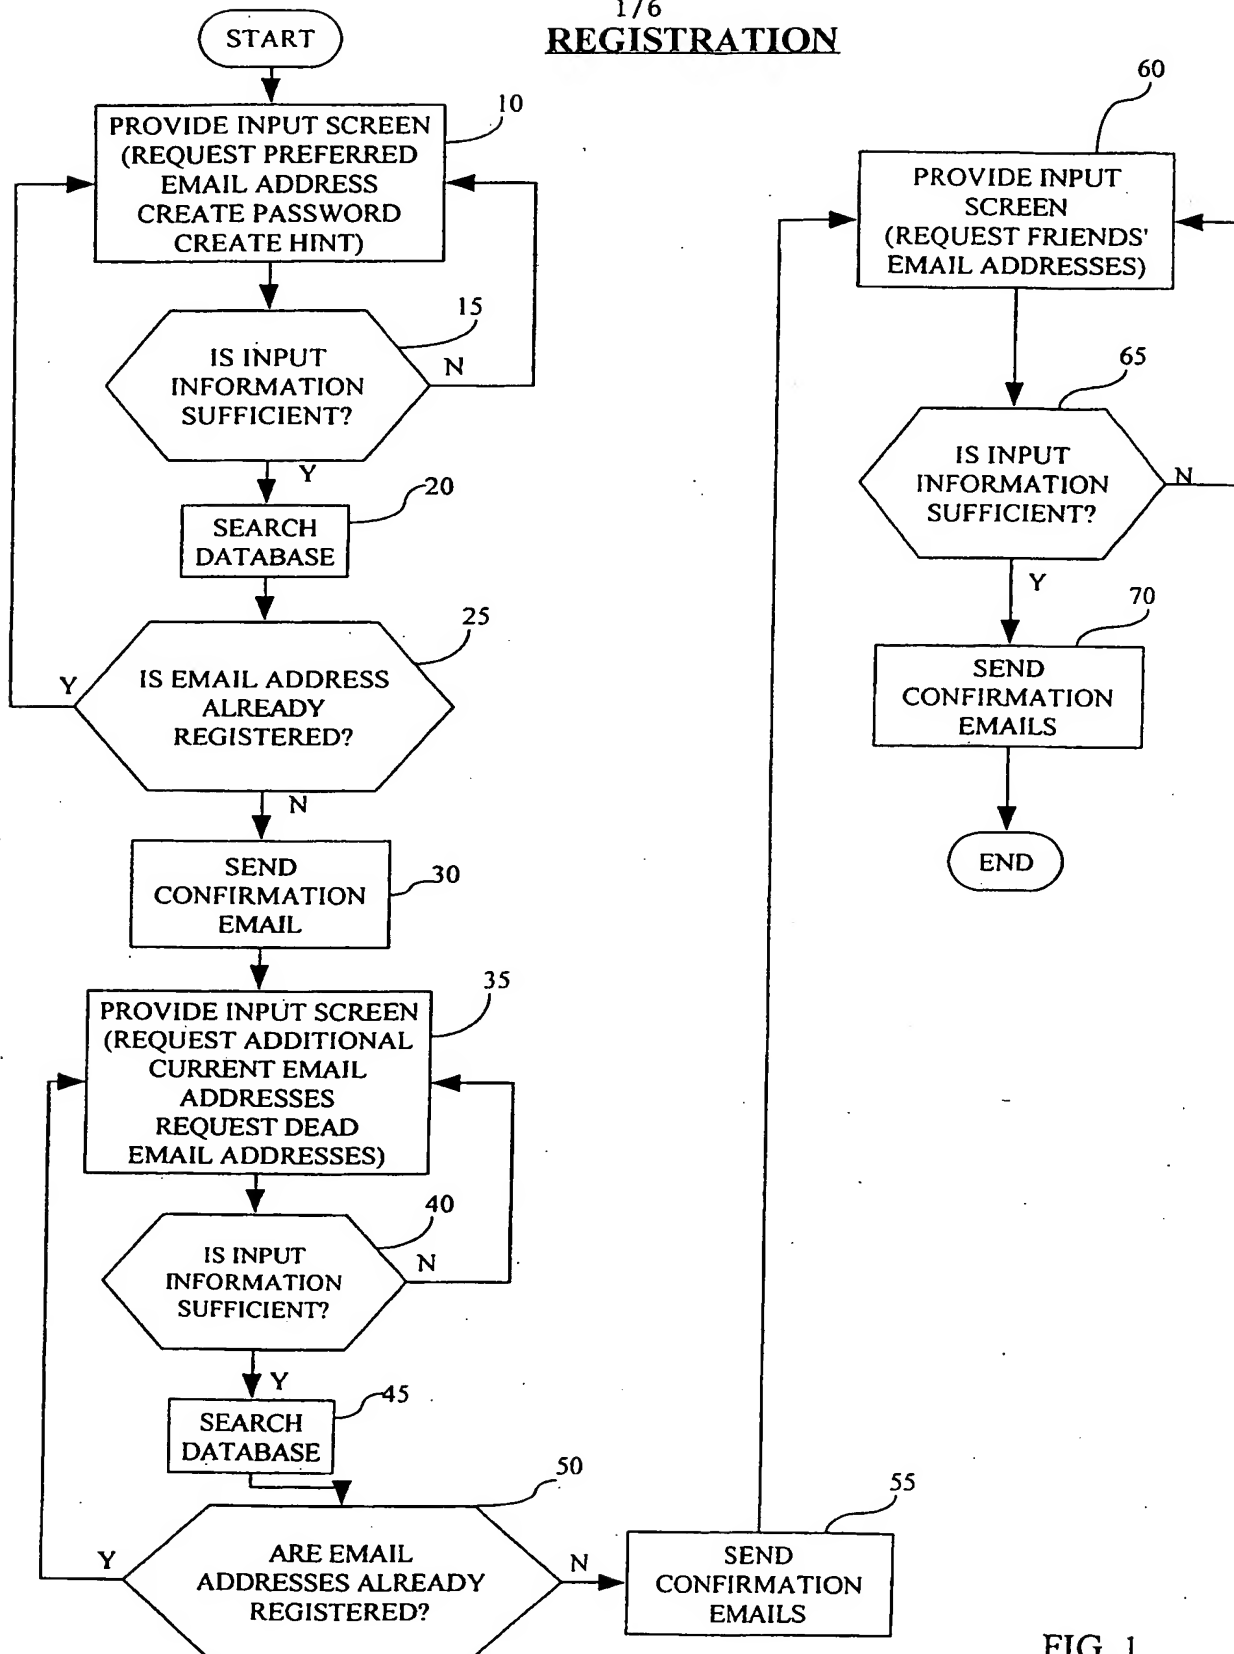 1/6
REGISTRATION
START
10
PROVIDE INPUT SCREEN
(REQUEST PREFERRED
EMAIL ADDRESS
CREATE PASSWORD
CREATE HINT)
15
IS INPUT
INFORMATION
SUFFICIENT?
N
Y
20
SEARCH
DATABASE
25
IS EMAIL ADDRESS
ALREADY
REGISTERED?
Y
N
30
SEND
CONFIRMATION
EMAIL
35
PROVIDE INPUT SCREEN
(REQUEST ADDITIONAL
CURRENT EMAIL
ADDRESSES
REQUEST DEAD
EMAIL ADDRESSES)
40
IS INPUT
INFORMATION
SUFFICIENT?
N
Y
45
SEARCH
DATABASE
50
ARE EMAIL
ADDRESSES ALREADY
REGISTERED?
Y
N
55
SEND
CONFIRMATION
EMAILS
60
PROVIDE INPUT
SCREEN
(REQUEST FRIENDS'
EMAIL ADDRESSES)
65
IS INPUT
INFORMATION
SUFFICIENT?
N
Y
70
SEND
CONFIRMATION
EMAILS
END
FIG. 1